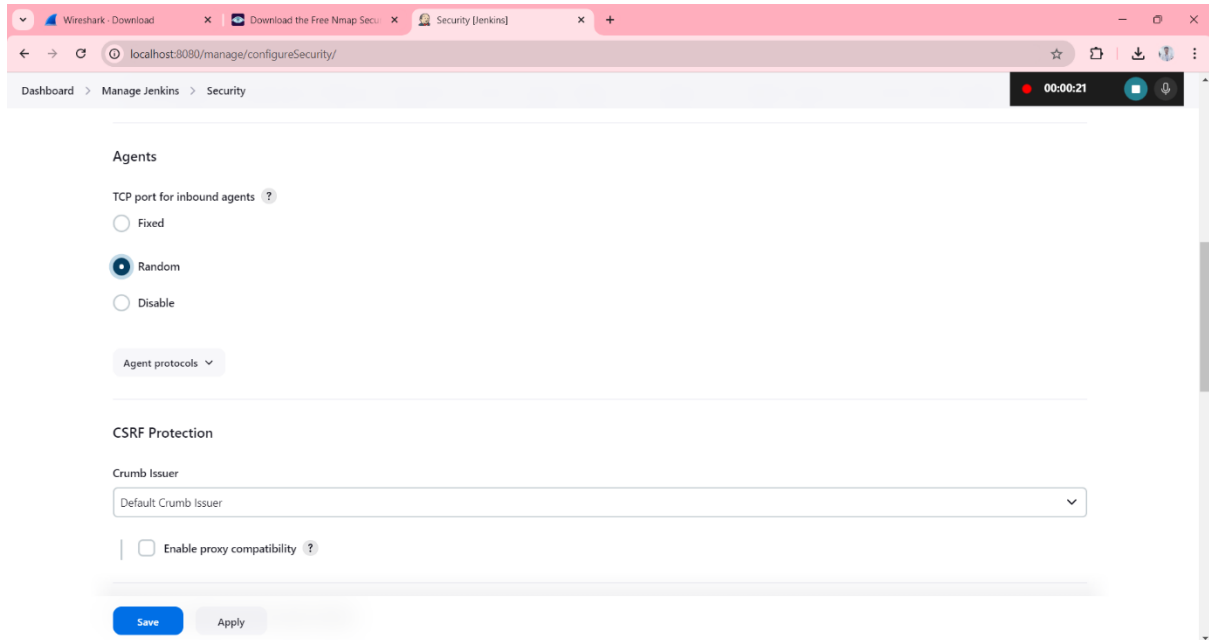 Wireshark · Download
Download the Free Nmap Secu
Security [Jenkins]
localhost:8080/manage/configureSecurity/
Dashboard > Manage Jenkins > Security
00:00:21
Agents
TCP port for inbound agents ?
Fixed
Random
Disable
Agent protocols
CSRF Protection
Crumb Issuer
Default Crumb Issuer
Enable proxy compatibility ?
Save
Apply